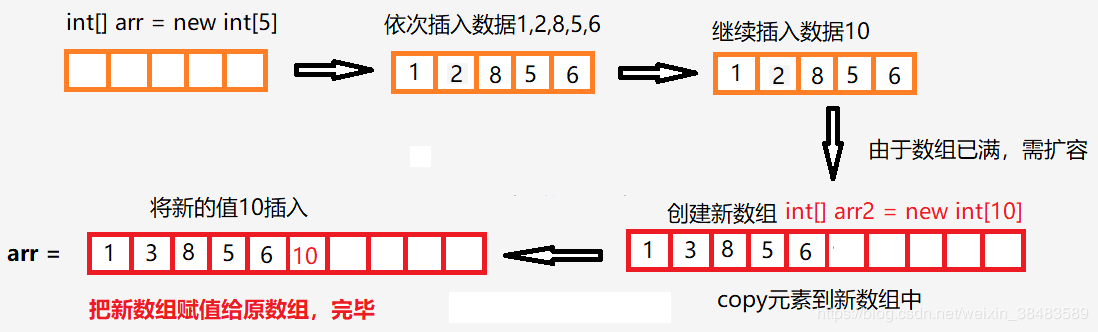 int[] arr = new int[5]
依次插入数据1,2,8,5,6
继续插入数据10
1 2 8 5 6
1 2 8 5 6
由于数组已满，需扩容
将新的值10插入
创建新数组 int[] arr2 = new int[10]
arr = 1 3 8 5 6 10
1 3 8 5 6
把新数组赋值给原数组，完毕
copy元素到新数组中
https://blog.csdn.net/weixin_38483589